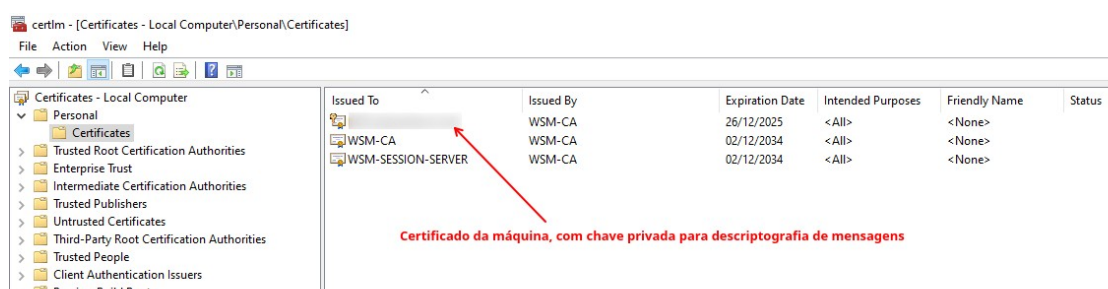 certlm - [Certificates - Local Computer\Personal\Certificates]
File Action View Help
Certificates - Local Computer
Personal
Certificates
Trusted Root Certification Authorities
Enterprise Trust
Intermediate Certification Authorities
Trusted Publishers
Untrusted Certificates
Third-Party Root Certification Authorities
Trusted People
Client Authentication Issuers
Issued To Issued By Expiration Date Intended Purposes Friendly Name Status
WSM-CA 26/12/2025 <All> <None>
WSM-CA WSM-CA 02/12/2034 <All> <None>
WSM-SESSION-SERVER WSM-CA 02/12/2034 <All> <None>
Certificado da máquina, com chave privada para descriptografia de mensagens